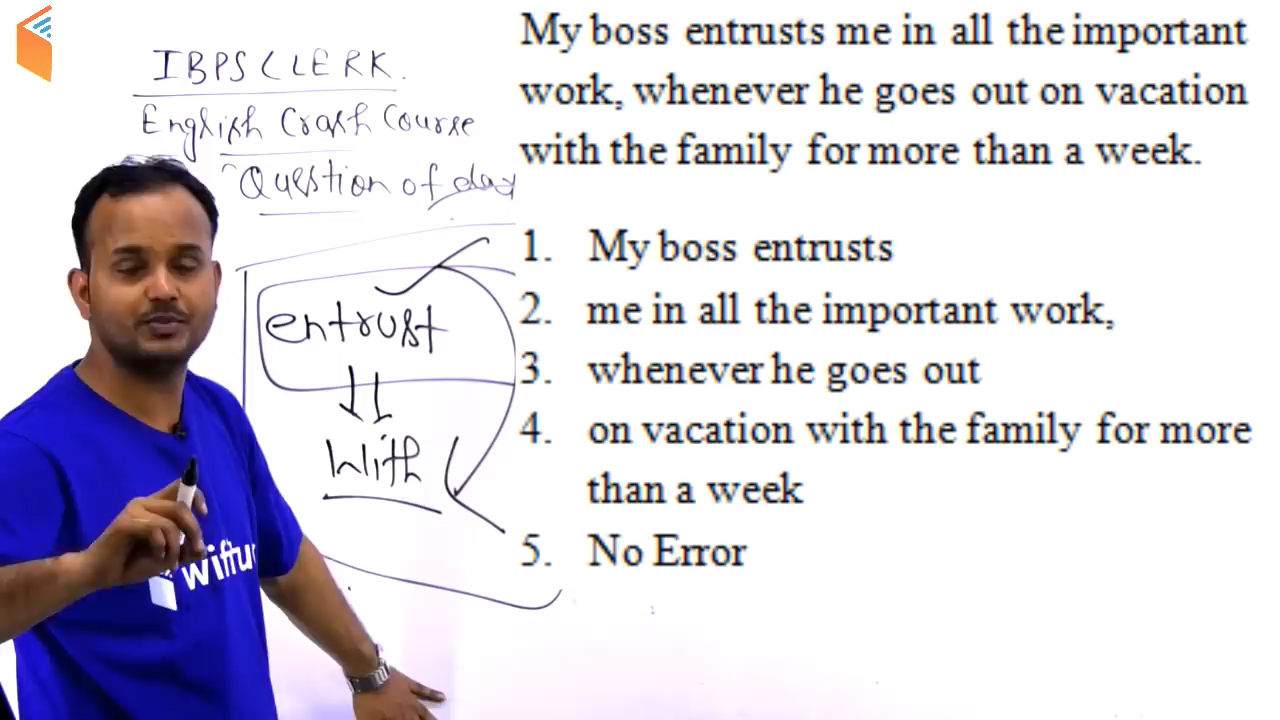 IBPS CLERK.
English Crash Course
Question of day
entrust
With
wifitu
My boss entrusts me in all the important
work, whenever he goes out on vacation
with the family for more than a week.
1. My boss entrusts
2. me in all the important work,
3. whenever he goes out
4. on vacation with the family for more
than a week
5. No Error